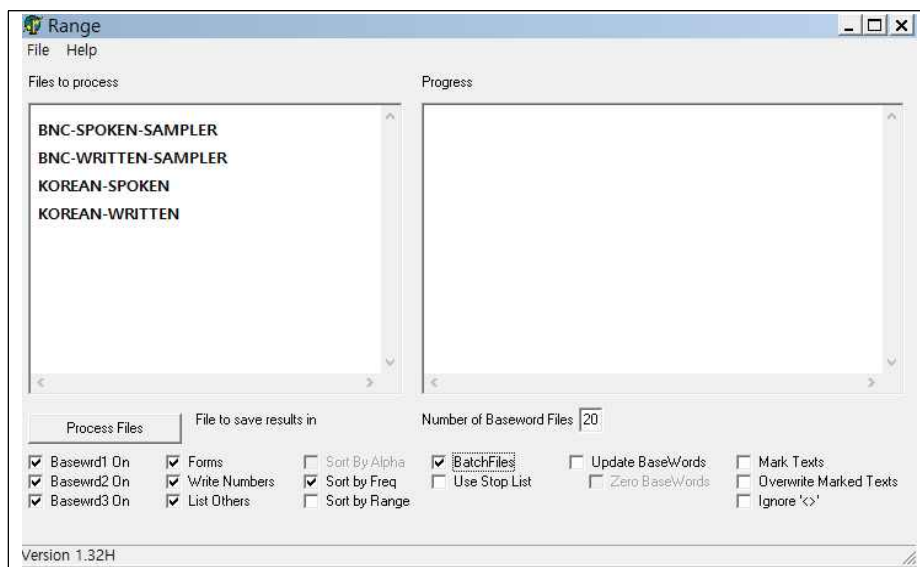 Range
File Help
Files to process
Progress
BNC-SPOKEN-SAMPLER
BNC-WRITTEN-SAMPLER
KOREAN-SPOKEN
KOREAN-WRITTEN
Process Files
File to save results in
Number of Baseword Files 20
Basewrd1 On Forms Sort By Alpha BatchFiles Update BaseWords Mark Texts
Basewrd2 On Write Numbers Sort by Freq Use Stop List Zero BaseWords Overwrite Marked Texts
Basewrd3 On List Others Sort by Range Ignore '<>'
Version 1.32H